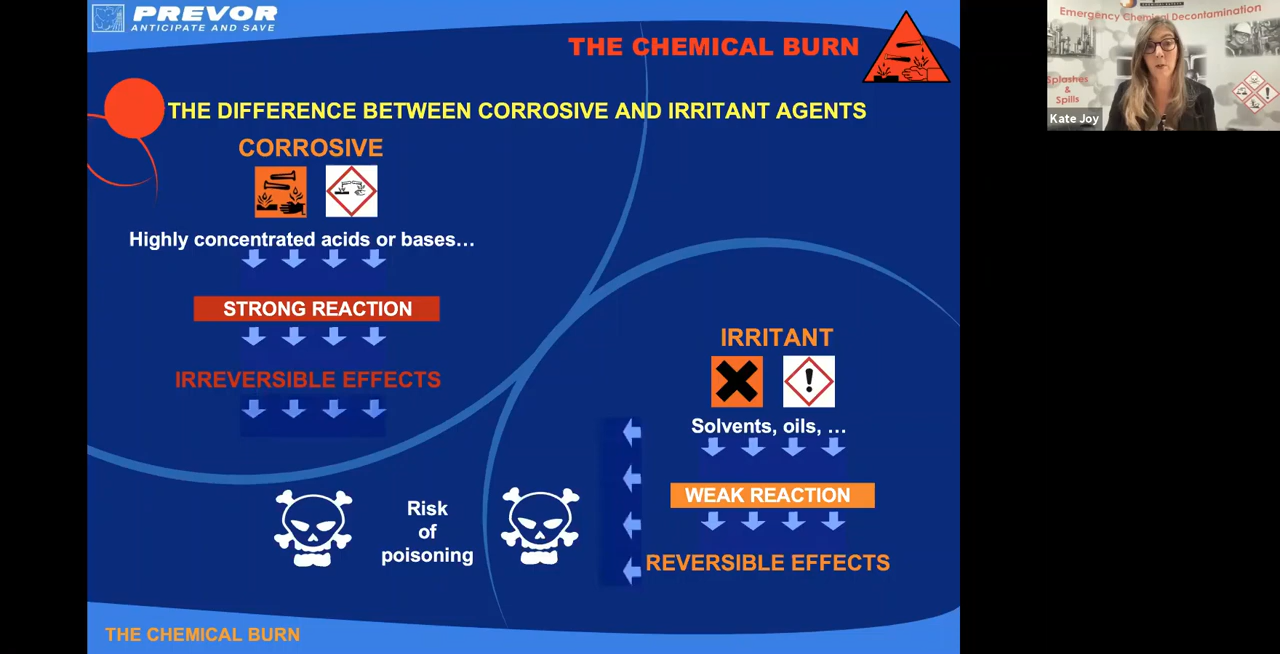 PREVOR
ANTICIPATE AND SAVE
THE CHEMICAL BURN
THE DIFFERENCE BETWEEN CORROSIVE AND IRRITANT AGENTS
CORROSIVE
Highly concentrated acids or bases...
STRONG REACTION
IRREVERSIBLE EFFECTS
IRRITANT
Solvents, oils, ...
WEAK REACTION
REVERSIBLE EFFECTS
Risk
of
poisoning
THE CHEMICAL BURN
Emergency Chemical Decontamination
Splashes
&
Spills
Kate Joy